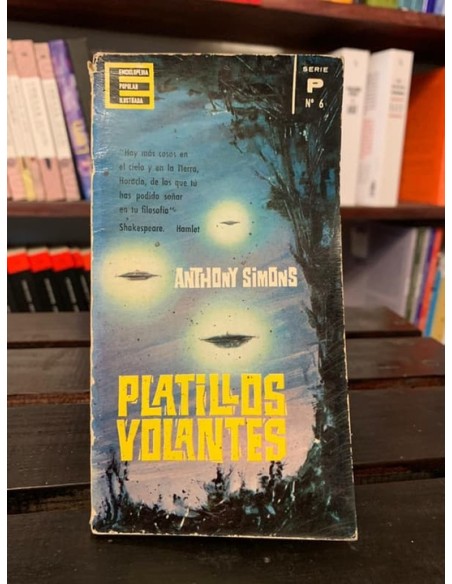 ENCICLOPEDIA
POPULAR
ILUSTRADA
SERIE
P
Nº 6
"Hay más cosas en
el cielo y en la Tierra,
Horacio, de las que tú
has podido soñar
en tu filosofía"·
Shakespeare. Hamlet
ANTHONY SIMONS
PLATILLOS
VOLANTES